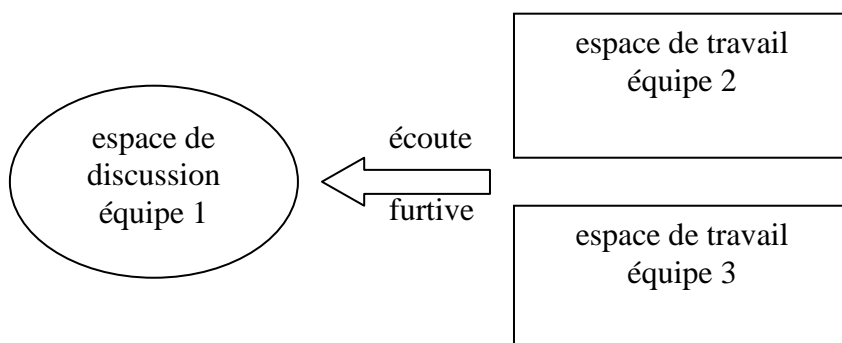 espace de
discussion
équipe 1
écoute
furtive
espace de travail
équipe 2
espace de travail
équipe 3